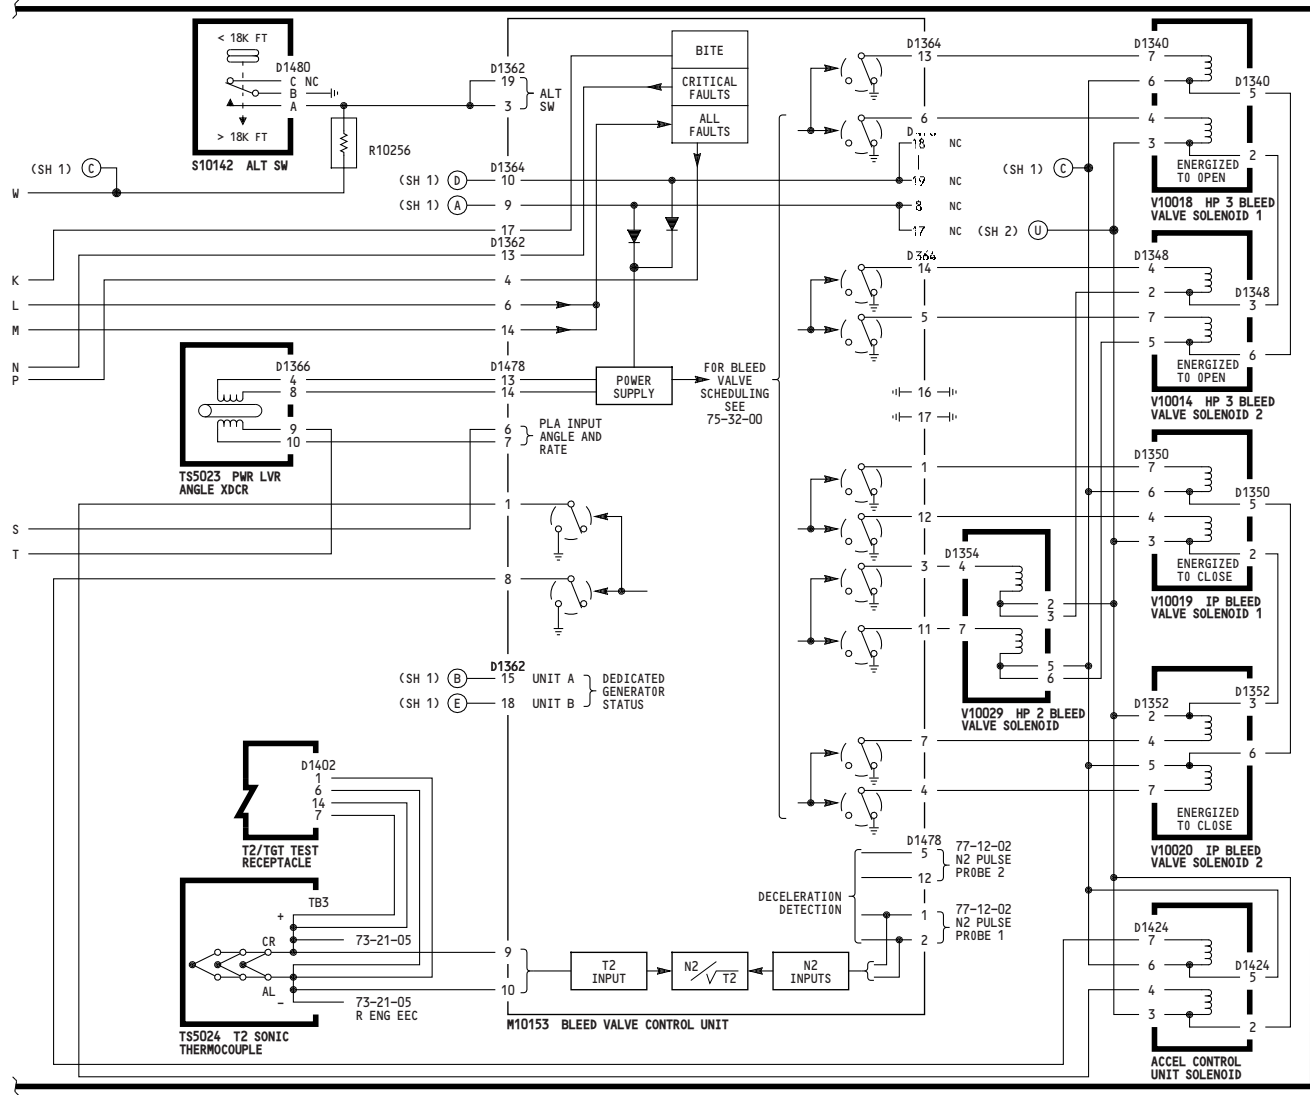 < 18K FT
D1480
C NC
B
A
> 18K FT
S10142 ALT SW
R10256
(SH 1) C
W
D1362
19
3
ALT
SW
BITE
CRITICAL
FAULTS
ALL
FAULTS
D1364
13
6
18 NC
19 NC
8 NC
17 NC
(SH 1) D
D1364
10
(SH 1) A
9
17
D1362
13
4
6
14
K
L
M
N
P
(SH 1) C
(SH 2) U
D1340
7
6
D1340
5
4
3
2
ENERGIZED
TO OPEN
V10018 HP 3 BLEED
VALVE SOLENOID 1
14
5
D1348
4
2
D1348
3
7
5
6
ENERGIZED
TO OPEN
V10014 HP 3 BLEED
VALVE SOLENOID 2
D1366
4
8
9
10
TS5023 PWR LVR
ANGLE XDCR
D1478
13
14
6
7
PLA INPUT
ANGLE AND
RATE
POWER
SUPPLY
FOR BLEED
VALVE
SCHEDULING
SEE
75-32-00
16
17
S
T
1
8
1
12
3
11
D1350
7
6
D1350
5
4
3
2
ENERGIZED
TO CLOSE
V10019 IP BLEED
VALVE SOLENOID 1
D1354
4
2
3
7
5
6
V10029 HP 2 BLEED
VALVE SOLENOID
D1362
(SH 1) B
15 UNIT A
(SH 1) E
18 UNIT B
DEDICATED
GENERATOR
STATUS
7
4
D1352
2
D1352
3
4
5
6
7
ENERGIZED
TO CLOSE
V10020 IP BLEED
VALVE SOLENOID 2
D1402
1
6
14
7
T2/TGT TEST
RECEPTACLE
TB3
+
CR
73-21-05
AL
-
73-21-05
R ENG EEC
TS5024 T2 SONIC
THERMOCOUPLE
9
10
T2
INPUT
N2
/√ T2
N2
INPUTS
DECELERATION
DETECTION
D1478
5
12
77-12-02
N2 PULSE
PROBE 2
1
2
77-12-02
N2 PULSE
PROBE 1
M10153 BLEED VALVE CONTROL UNIT
D1424
7
6
D1424
5
4
3
2
ACCEL CONTROL
UNIT SOLENOID